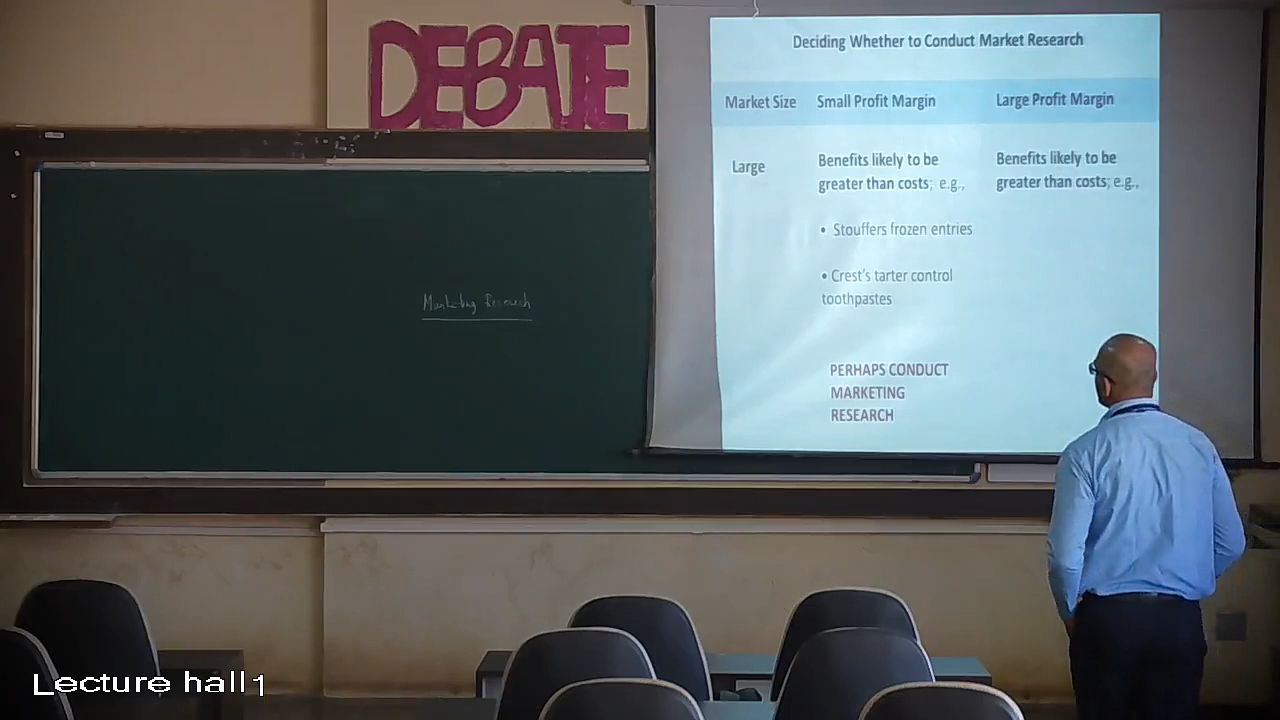 DEBATE
Deciding Whether to Conduct Market Research
Market Size Small Profit Margin Large Profit Margin
Large
Benefits likely to be
greater than costs; e.g.,
Benefits likely to be
greater than costs; e.g.,
• Stouffers frozen entries
• Crest's tarter control
toothpastes
PERHAPS CONDUCT
MARKETING
RESEARCH
Marketing Research
Lecture hall1